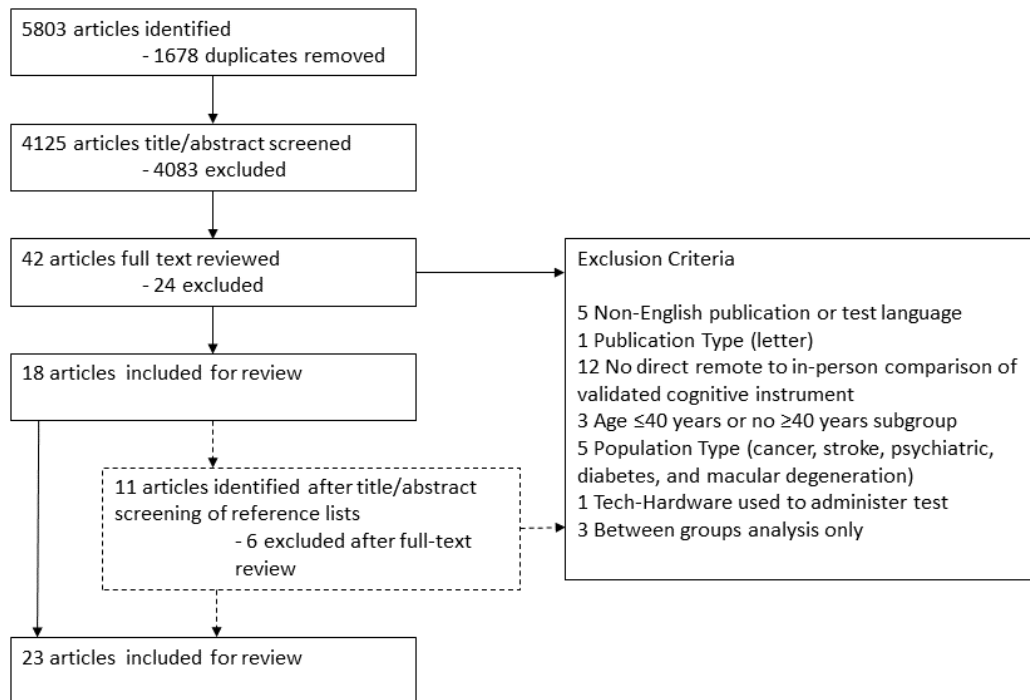 5803 articles identified
- 1678 duplicates removed
4125 articles title/abstract screened
- 4083 excluded
42 articles full text reviewed
- 24 excluded
18 articles included for review
11 articles identified after title/abstract
screening of reference lists
- 6 excluded after full-text
review
23 articles included for review
Exclusion Criteria
5 Non-English publication or test language
1 Publication Type (letter)
12 No direct remote to in-person comparison of
validated cognitive instrument
3 Age ≤40 years or no ≥40 years subgroup
5 Population Type (cancer, stroke, psychiatric,
diabetes, and macular degeneration)
1 Tech-Hardware used to administer test
3 Between groups analysis only